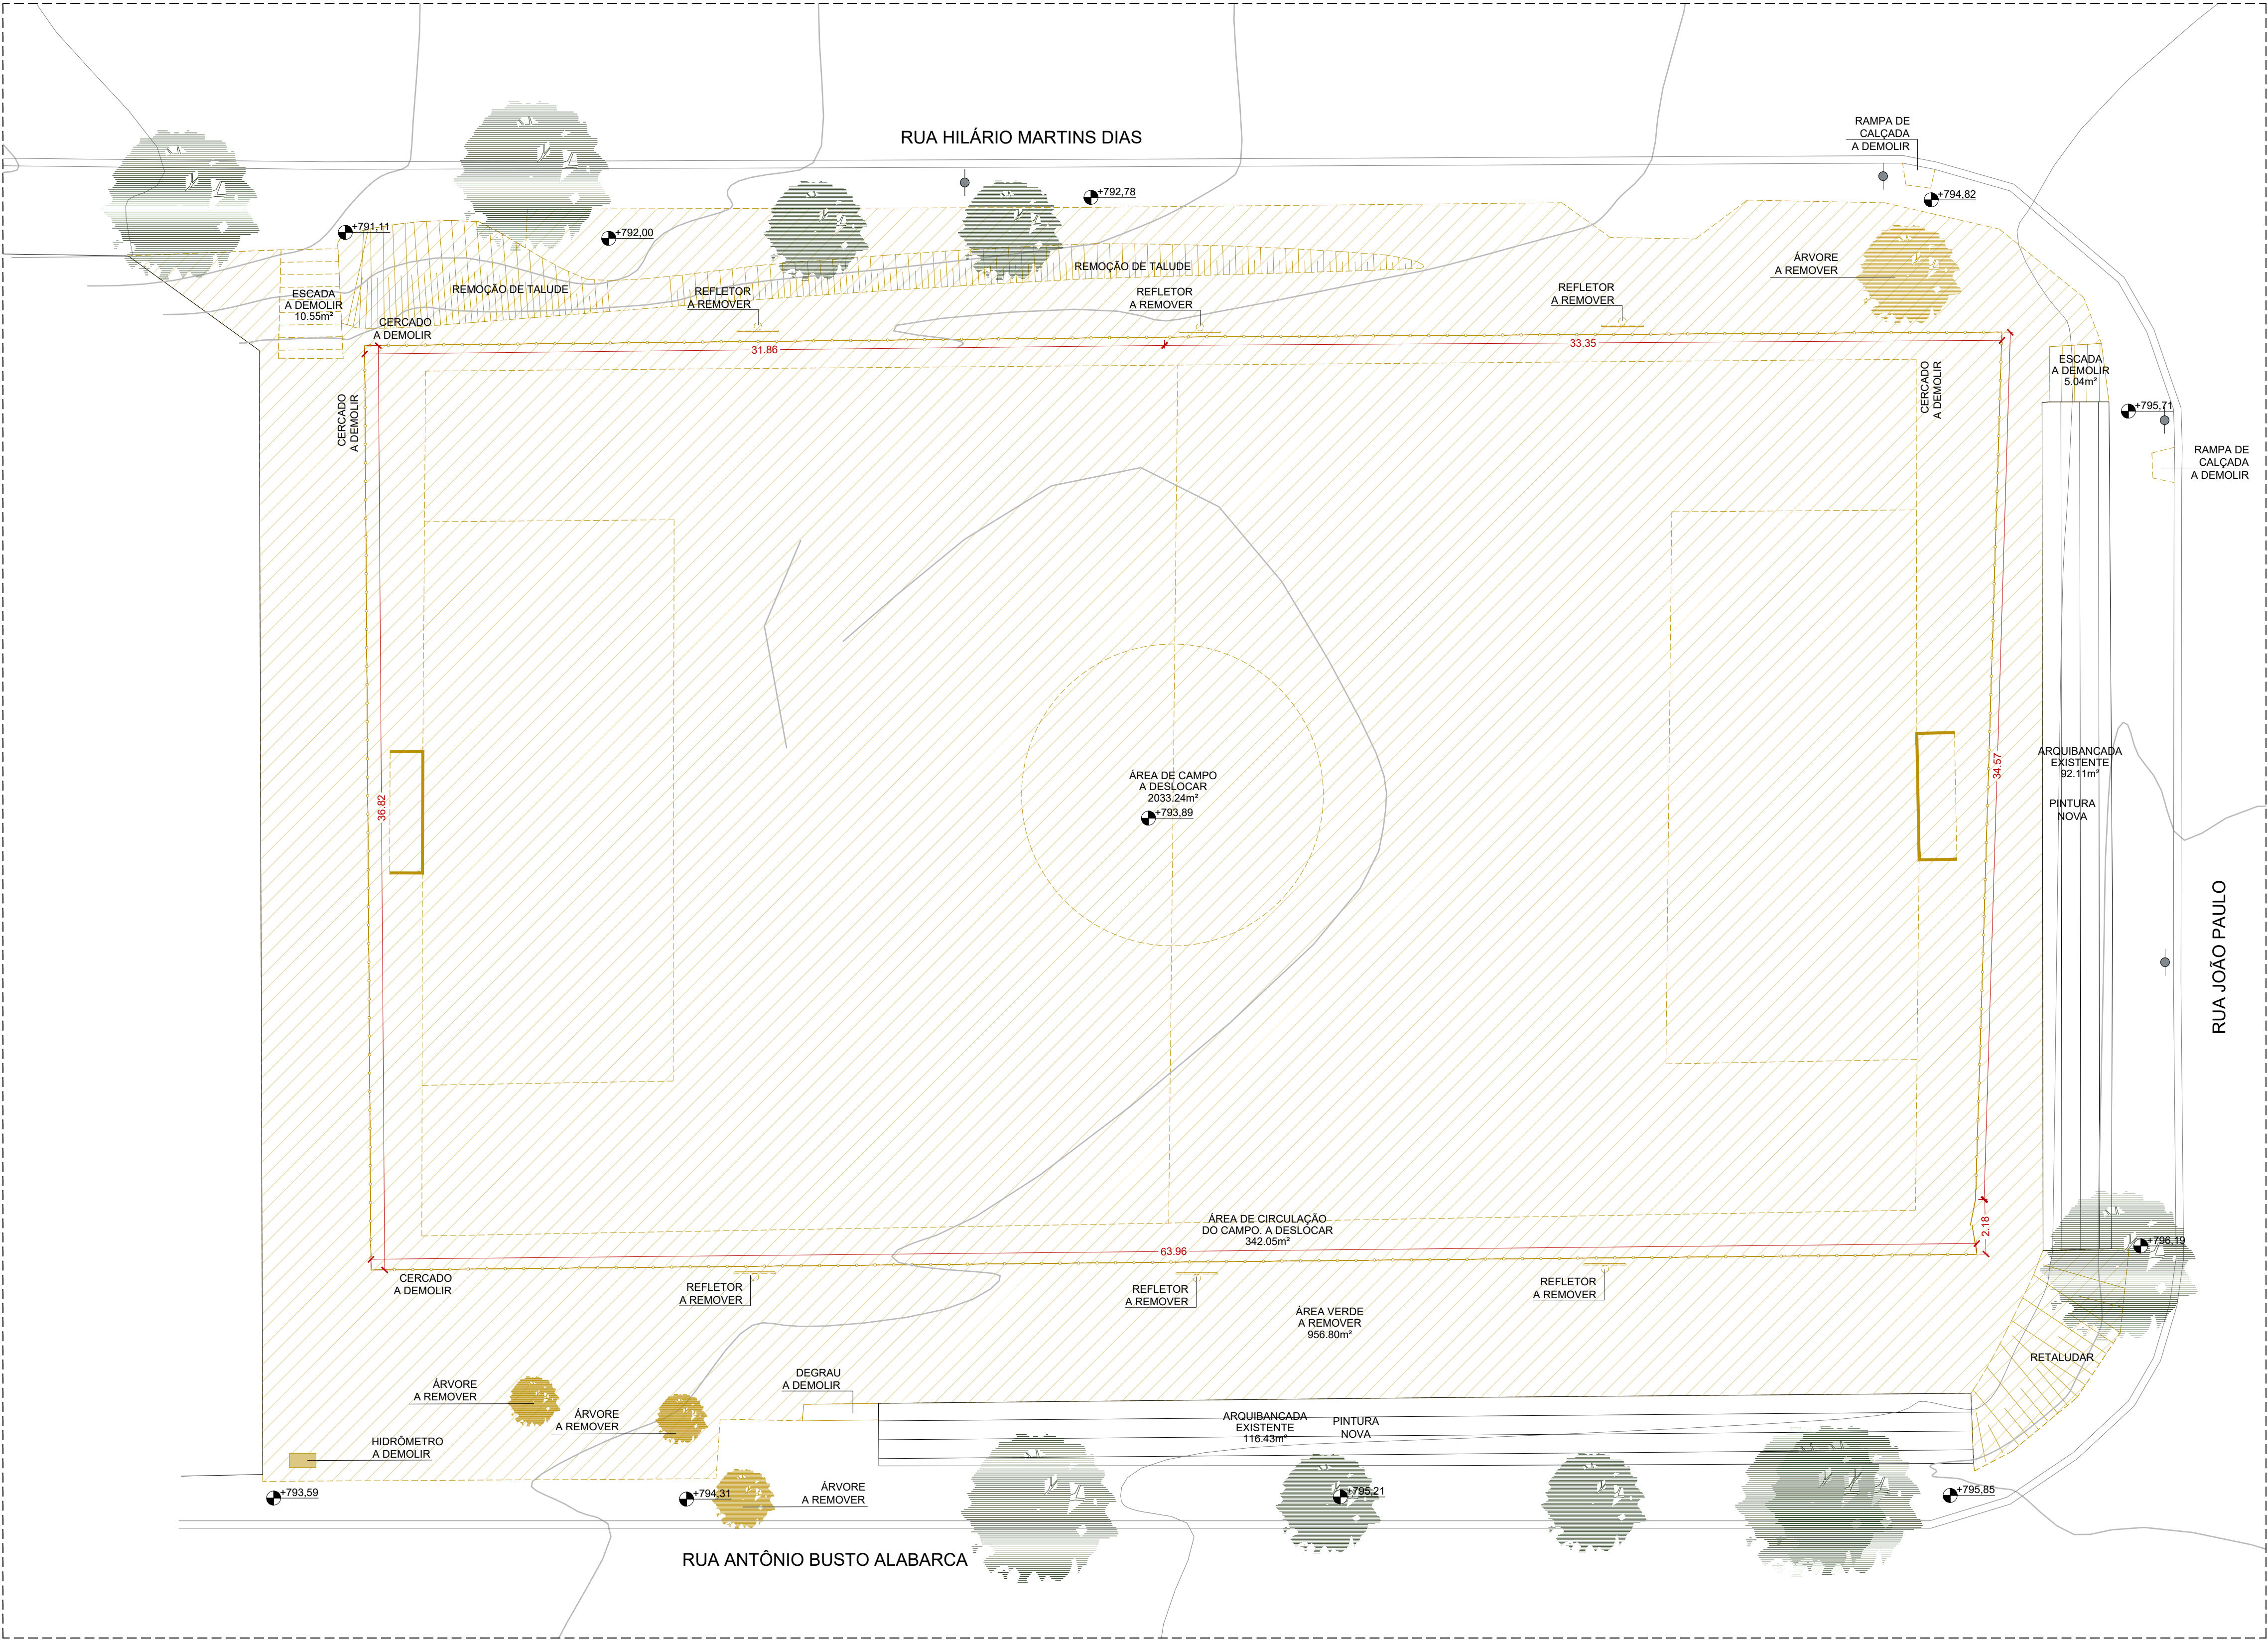 RUA HILÁRIO MARTINS DIAS
RAMPA DE
CALÇADA
A DEMOLIR
+792,78
+794,82
+791,11
+792,00
ÁRVORE
A REMOVER
REMOÇÃO DE TALUDE
REMOÇÃO DE TALUDE
ESCADA
A DEMOLIR
10.55m²
REFLETOR
A REMOVER
REFLETOR
A REMOVER
REFLETOR
A REMOVER
CERCADO
A DEMOLIR
31.86
33.35
CERCADO
A DEMOLIR
CERCADO
A DEMOLIR
ESCADA
A DEMOLIR
5.04m²
+795,71
RAMPA DE
CALÇADA
A DEMOLIR
36.82
ÁREA DE CAMPO
A DESLOCAR
2033.24m²
+793,89
34.57
ARQUIBANCADA
EXISTENTE
92.11m²
PINTURA
NOVA
RUA JOÃO PAULO
ÁREA DE CIRCULAÇÃO
DO CAMPO. A DESLOCAR
342.05m²
2.18
63.96
+796,19
CERCADO
A DEMOLIR
REFLETOR
A REMOVER
REFLETOR
A REMOVER
REFLETOR
A REMOVER
ÁREA VERDE
A REMOVER
956.80m²
RETALUDAR
DEGRAU
A DEMOLIR
ÁRVORE
A REMOVER
ÁRVORE
A REMOVER
ARQUIBANCADA
EXISTENTE
116.43m²
PINTURA
NOVA
HIDRÔMETRO
A DEMOLIR
ÁRVORE
A REMOVER
+793,59
+794,31
+795,21
+795,85
RUA ANTÔNIO BUSTO ALABARCA